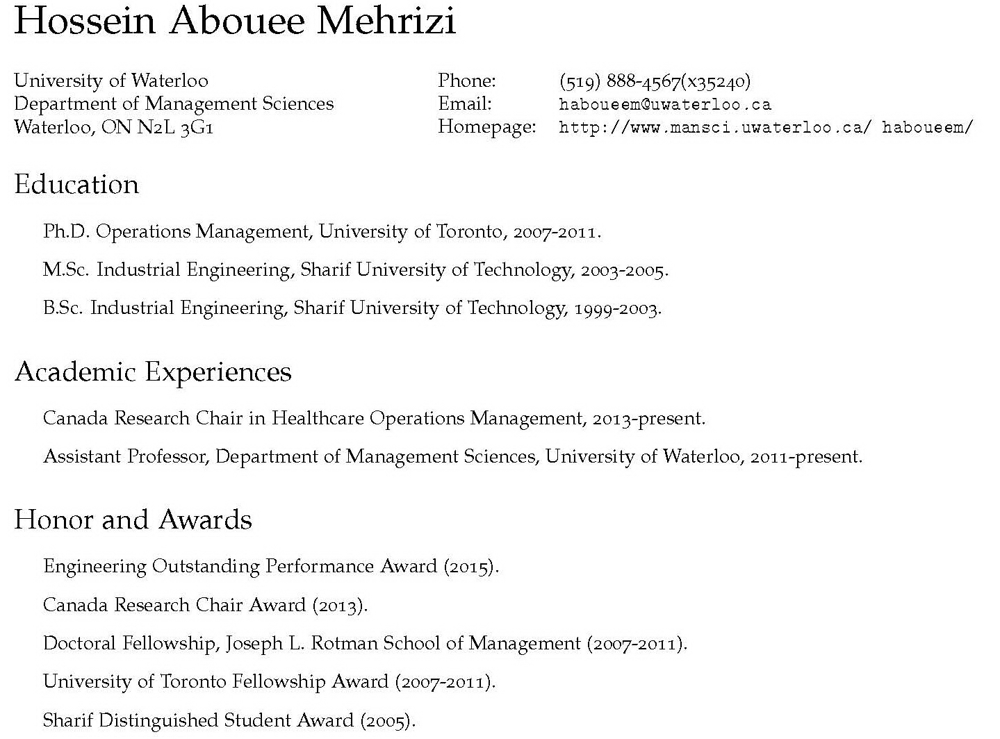 Hossein Abouee Mehrizi
University of Waterloo
Department of Management Sciences
Waterloo, ON N2L 3G1
Phone: (519) 888-4567(x35240)
Email: haboueem@uwaterloo.ca
Homepage: http://www.mansci.uwaterloo.ca/ haboueem/
Education
Ph.D. Operations Management, University of Toronto, 2007-2011.
M.Sc. Industrial Engineering, Sharif University of Technology, 2003-2005.
B.Sc. Industrial Engineering, Sharif University of Technology, 1999-2003.
Academic Experiences
Canada Research Chair in Healthcare Operations Management, 2013-present.
Assistant Professor, Department of Management Sciences, University of Waterloo, 2011-present.
Honor and Awards
Engineering Outstanding Performance Award (2015).
Canada Research Chair Award (2013).
Doctoral Fellowship, Joseph L. Rotman School of Management (2007-2011).
University of Toronto Fellowship Award (2007-2011).
Sharif Distinguished Student Award (2005).